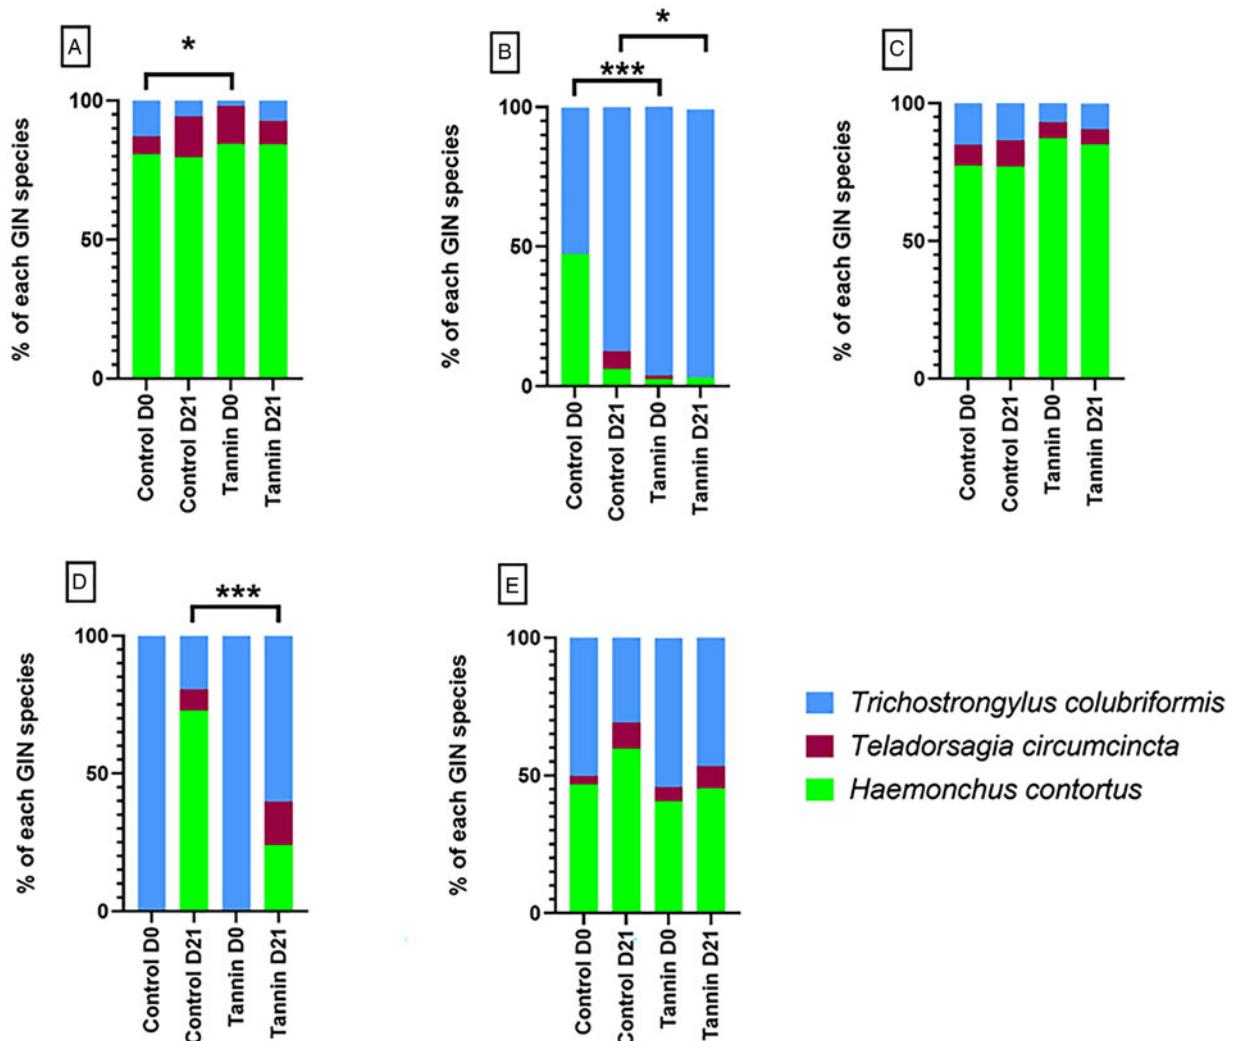 A
*
% of each GIN species
100
50
0
Control D0
Control D21
Tannin D0
Tannin D21
B
*
***
% of each GIN species
100
50
0
Control D0
Control D21
Tannin D0
Tannin D21
C
% of each GIN species
100
50
0
Control D0
Control D21
Tannin D0
Tannin D21
D
***
% of each GIN species
100
50
0
Control D0
Control D21
Tannin D0
Tannin D21
E
% of each GIN species
100
50
0
Control D0
Control D21
Tannin D0
Tannin D21
Trichostrongylus colubriformis
Teladorsagia circumcincta
Haemonchus contortus